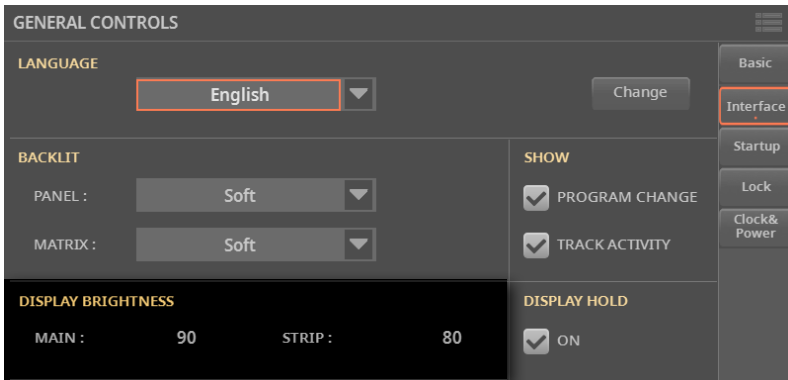 GENERAL CONTROLS
LANGUAGE
English
Change
BACKLIT
PANEL :
Soft
MATRIX :
Soft
SHOW
PROGRAM CHANGE
TRACK ACTIVITY
DISPLAY BRIGHTNESS
MAIN :
90
STRIP :
80
DISPLAY HOLD
ON
Basic
Interface
Startup
Lock
Clock&
Power